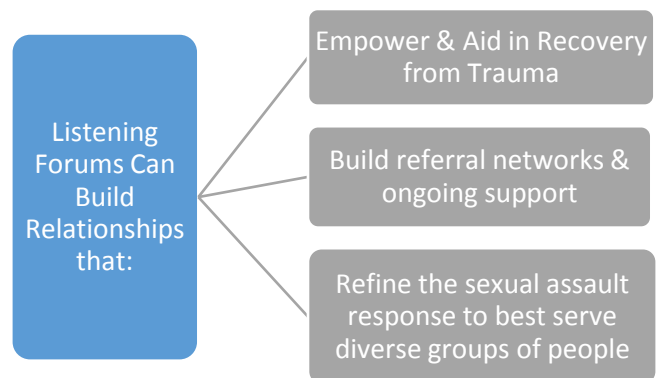 Listening
Forums Can
Build
Relationships
that:
Empower & Aid in Recovery
from Trauma
Build referral networks &
ongoing support
Refine the sexual assault
response to best serve
diverse groups of people